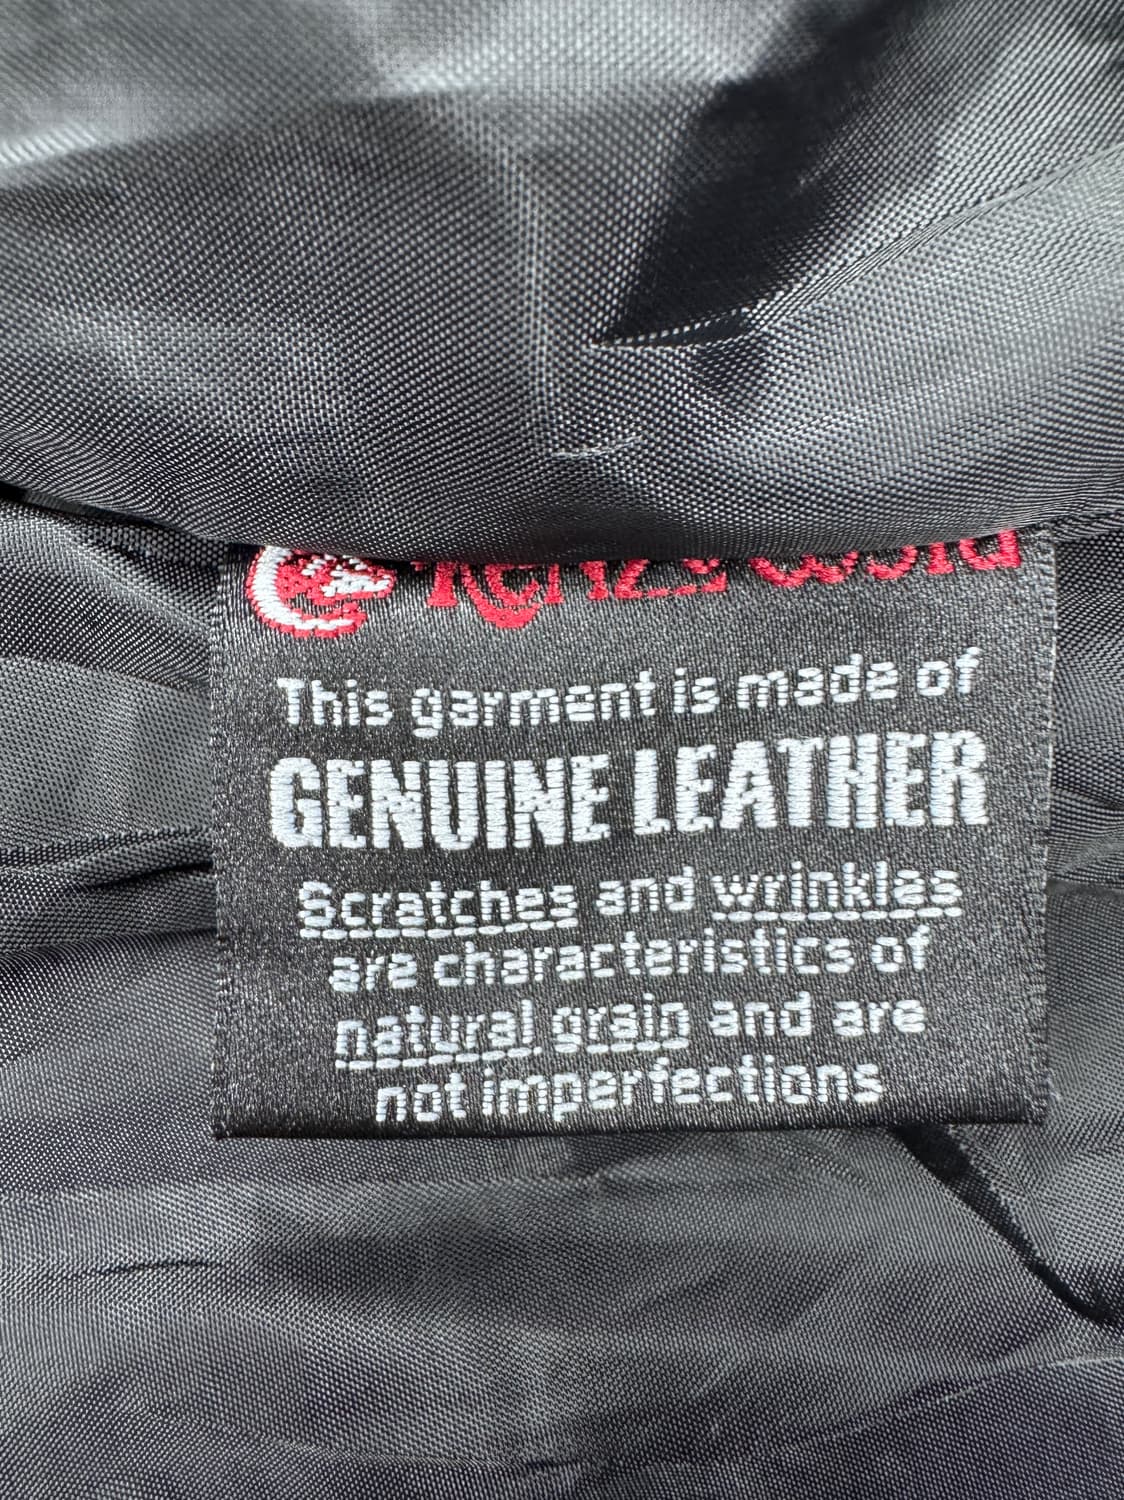 This garment is made of
GENUINE LEATHER
Scratches and wrinkles
are characteristics of
natural grain and are
not imperfections